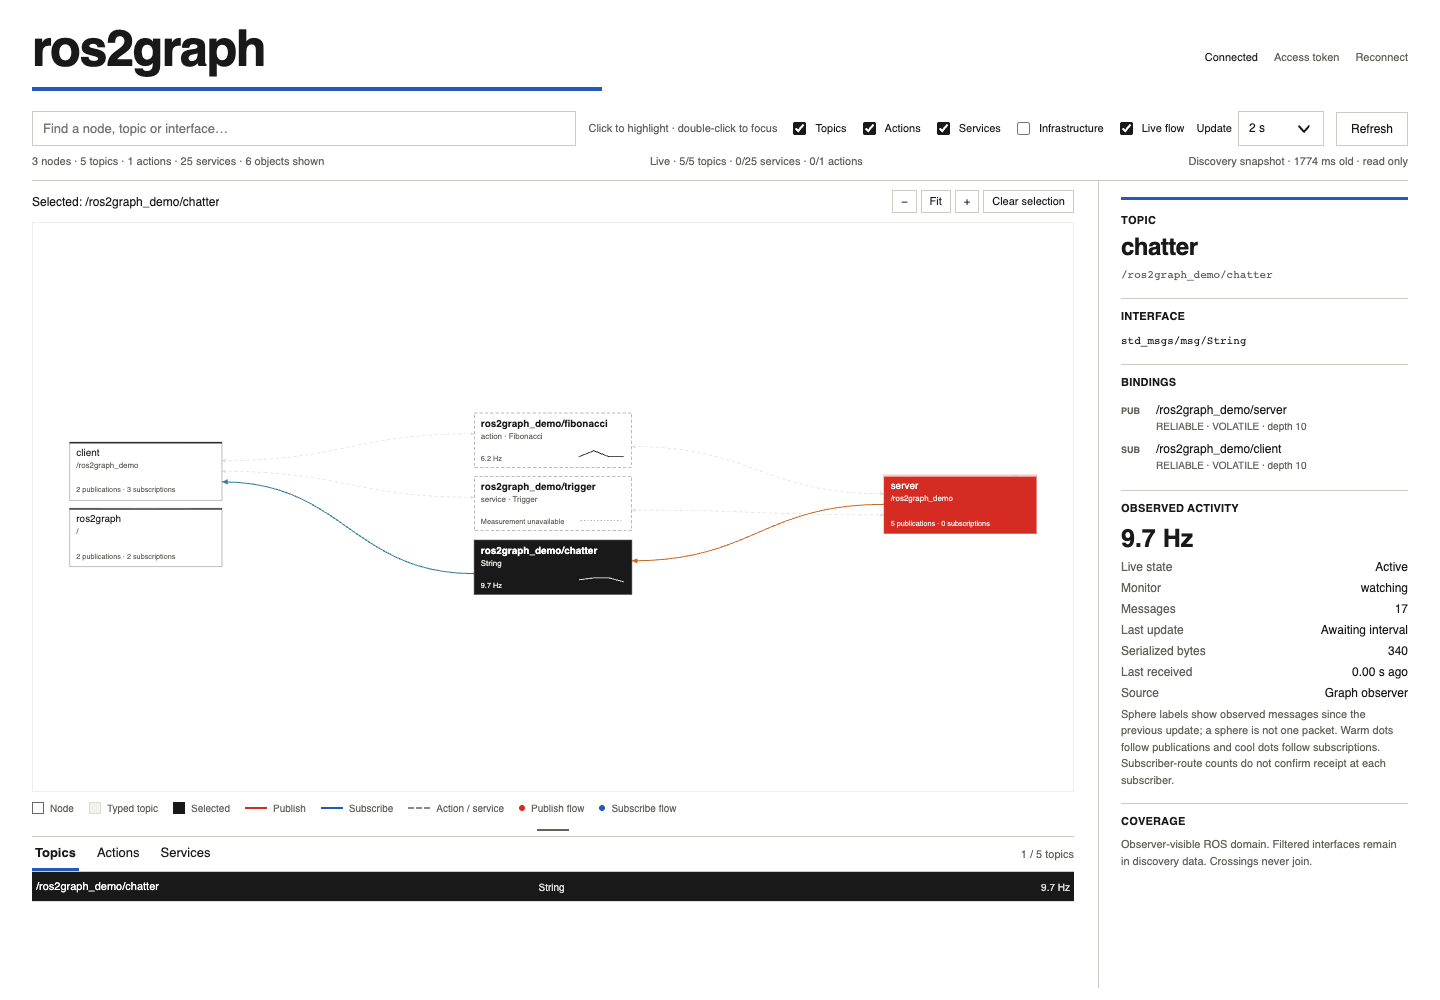 ros2graph
Connected Access token Reconnect
Find a node, topic or interface...
Click to highlight · double-click to focus Topics Actions Services Infrastructure Live flow Update 2 s Refresh
3 nodes · 5 topics · 1 actions · 25 services · 6 objects shown
Live · 5/5 topics · 0/25 services · 0/1 actions
Discovery snapshot · 1774 ms old · read only
Selected: /ros2graph_demo/chatter
− Fit + Clear selection
client
/ros2graph_demo
2 publications · 3 subscriptions
ros2graph
/
2 publications · 2 subscriptions
ros2graph_demo/fibonacci
action · Fibonacci
6.2 Hz
ros2graph_demo/trigger
service · Trigger
Measurement unavailable
ros2graph_demo/chatter
String
9.7 Hz
server
/ros2graph_demo
5 publications · 0 subscriptions
Node Typed topic Selected Publish Subscribe Action / service Publish flow Subscribe flow
Topics Actions Services 1 / 5 topics
/ros2graph_demo/chatter String 9.7 Hz
TOPIC
chatter
/ros2graph_demo/chatter
INTERFACE
std_msgs/msg/String
BINDINGS
PUB /ros2graph_demo/server
RELIABLE · VOLATILE · depth 10
SUB /ros2graph_demo/client
RELIABLE · VOLATILE · depth 10
OBSERVED ACTIVITY
9.7 Hz
Live state Active
Monitor watching
Messages 17
Last update Awaiting interval
Serialized bytes 340
Last received 0.00 s ago
Source Graph observer
Sphere labels show observed messages since the
previous update; a sphere is not one packet. Warm dots
follow publications and cool dots follow subscriptions.
Subscriber-route counts do not confirm receipt at each
subscriber.
COVERAGE
Observer-visible ROS domain. Filtered interfaces remain
in discovery data. Crossings never join.